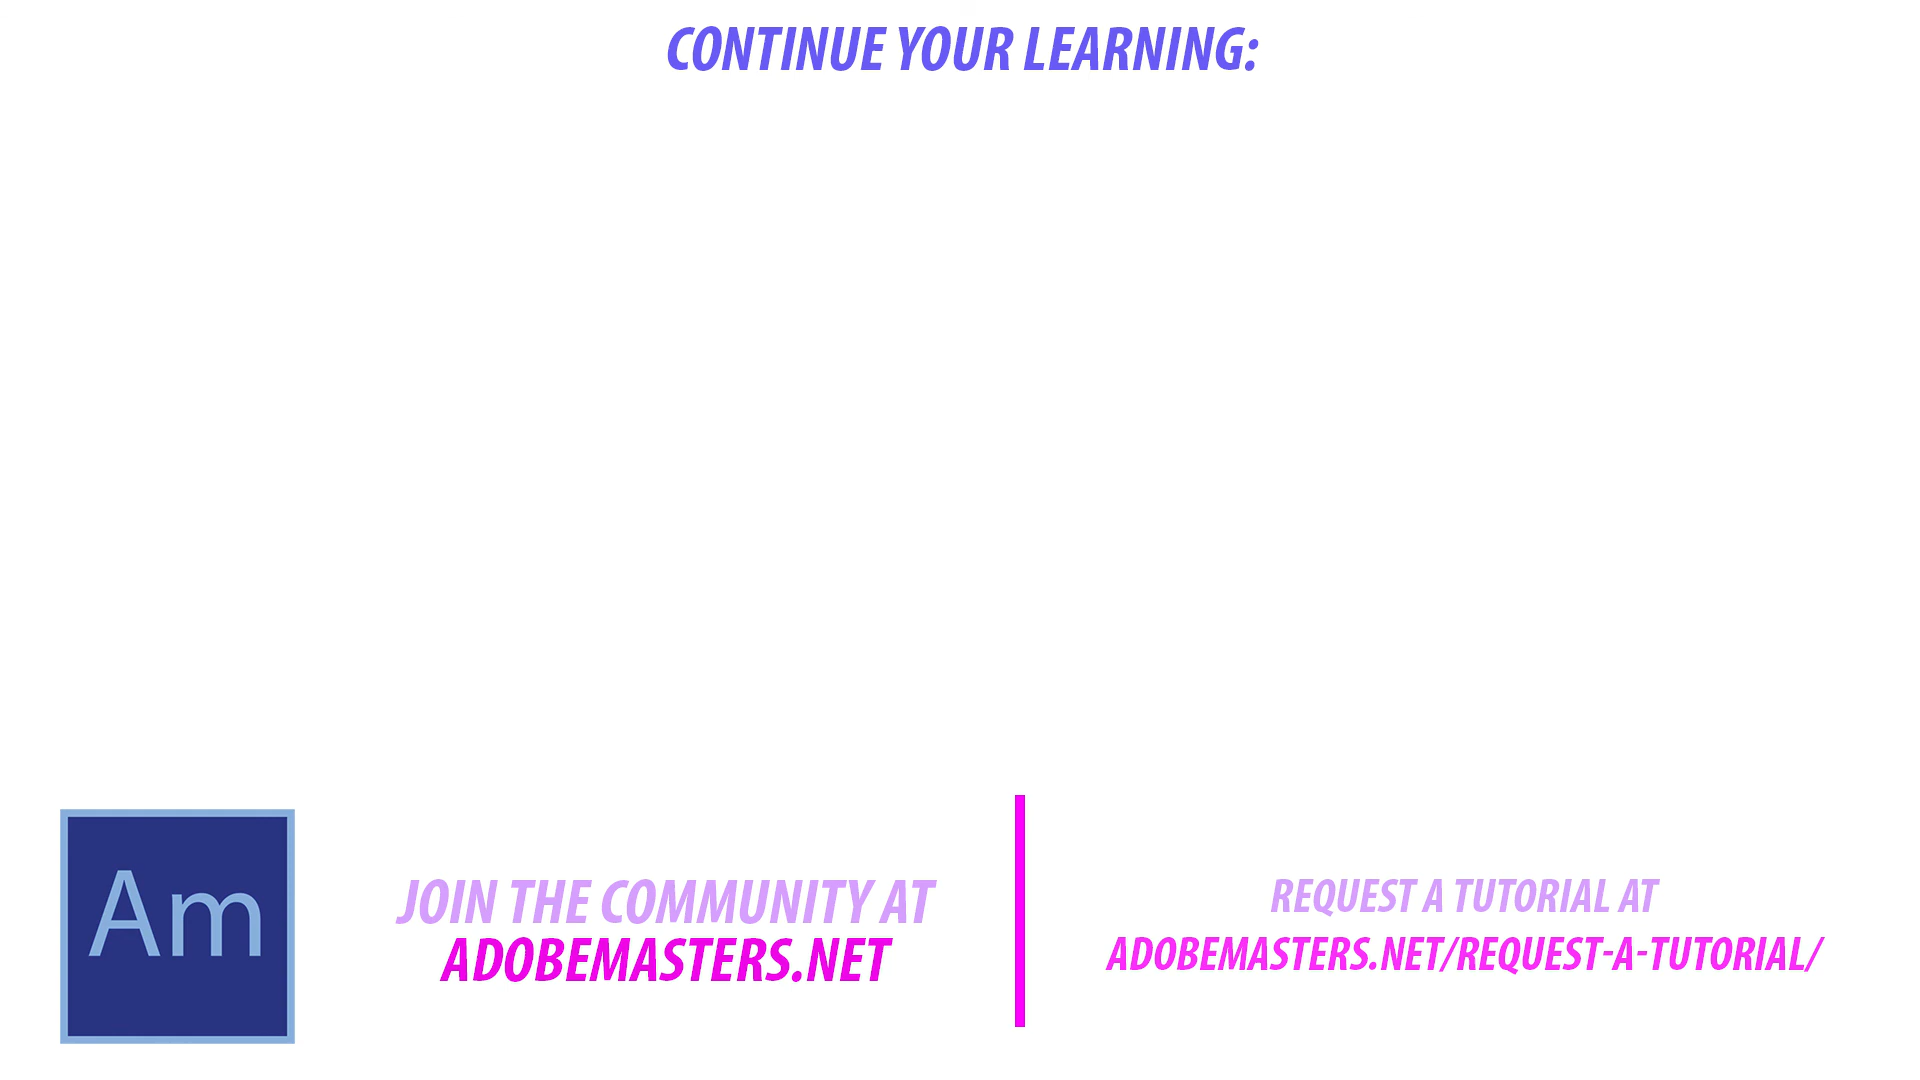 CONTINUE YOUR LEARNING:
Am
JOIN THE COMMUNITY AT
ADOBEMASTERS.NET
REQUEST A TUTORIAL AT
ADOBEMASTERS.NET/REQUEST-A-TUTORIAL/